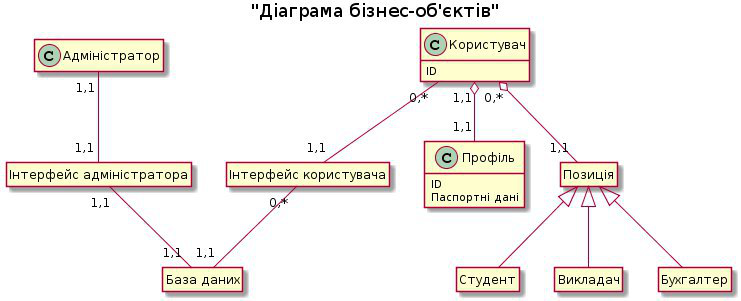 "Діаграма бізнес-об'єктів"
C Адміністратор
C Користувач
ID
1,1
0,*
1,1
0,*
1,1
1,1
1,1
1,1
C Профіль
ID
Паспортні дані
Інтерфейс адміністратора
Інтерфейс користувача
Позиція
1,1
0,*
1,1
1,1
База даних
Студент
Викладач
Бухгалтер